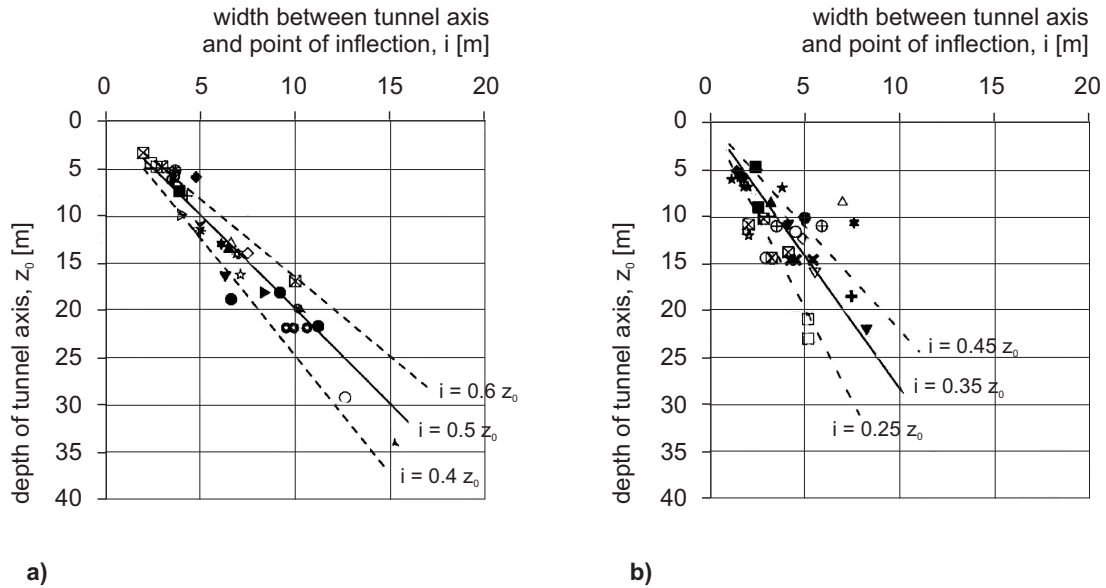 width between tunnel axis
and point of inflection, i [m]
0 5 10 15 20
0
5
10
15
20
25
30
35
40
depth of tunnel axis, z₀ [m]
i = 0.6 z₀
i = 0.5 z₀
i = 0.4 z₀
a)
width between tunnel axis
and point of inflection, i [m]
0 5 10 15 20
0
5
10
15
20
25
30
35
40
depth of tunnel axis, z₀ [m]
i = 0.45 z₀
i = 0.35 z₀
i = 0.25 z₀
b)